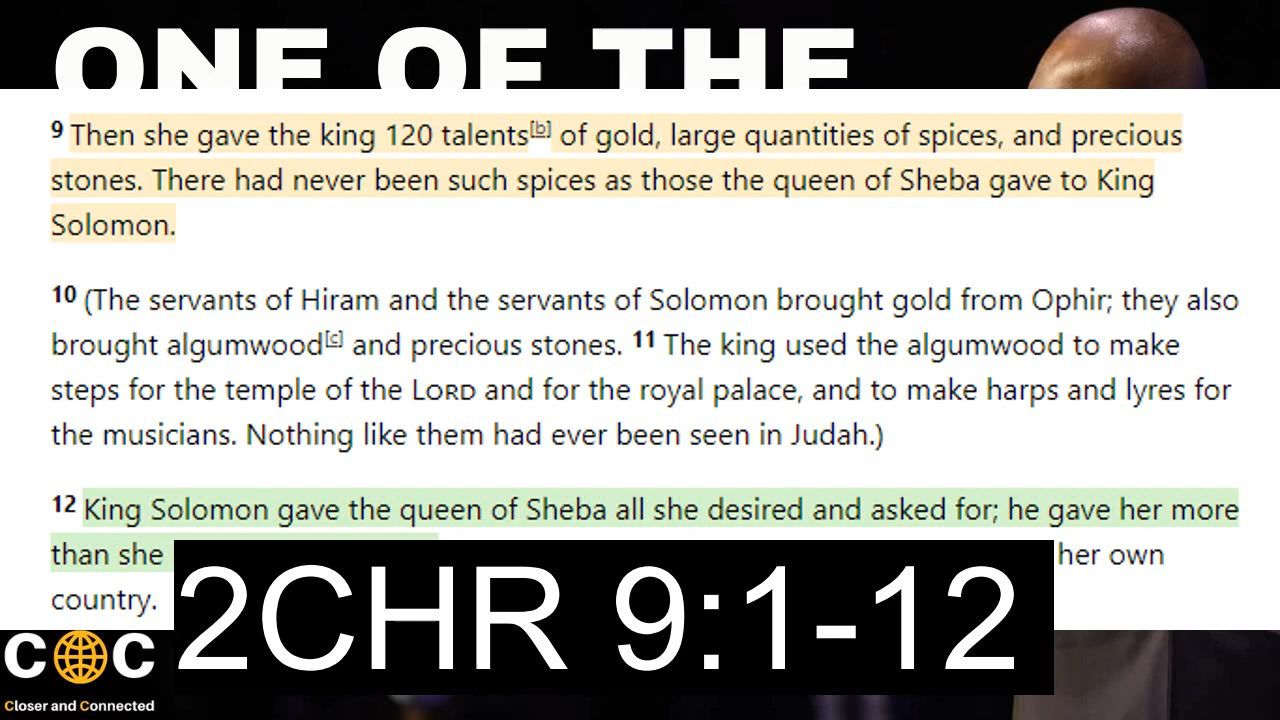 ONE OF THE
9 Then she gave the king 120 talents[b] of gold, large quantities of spices, and precious
stones. There had never been such spices as those the queen of Sheba gave to King
Solomon.
10 (The servants of Hiram and the servants of Solomon brought gold from Ophir; they also
brought algumwood[c] and precious stones. 11 The king used the algumwood to make
steps for the temple of the LORD and for the royal palace, and to make harps and lyres for
the musicians. Nothing like them had ever been seen in Judah.)
12 King Solomon gave the queen of Sheba all she desired and asked for; he gave her more
than she her own
country.
2CHR 9:1-12
COC
Closer and Connected